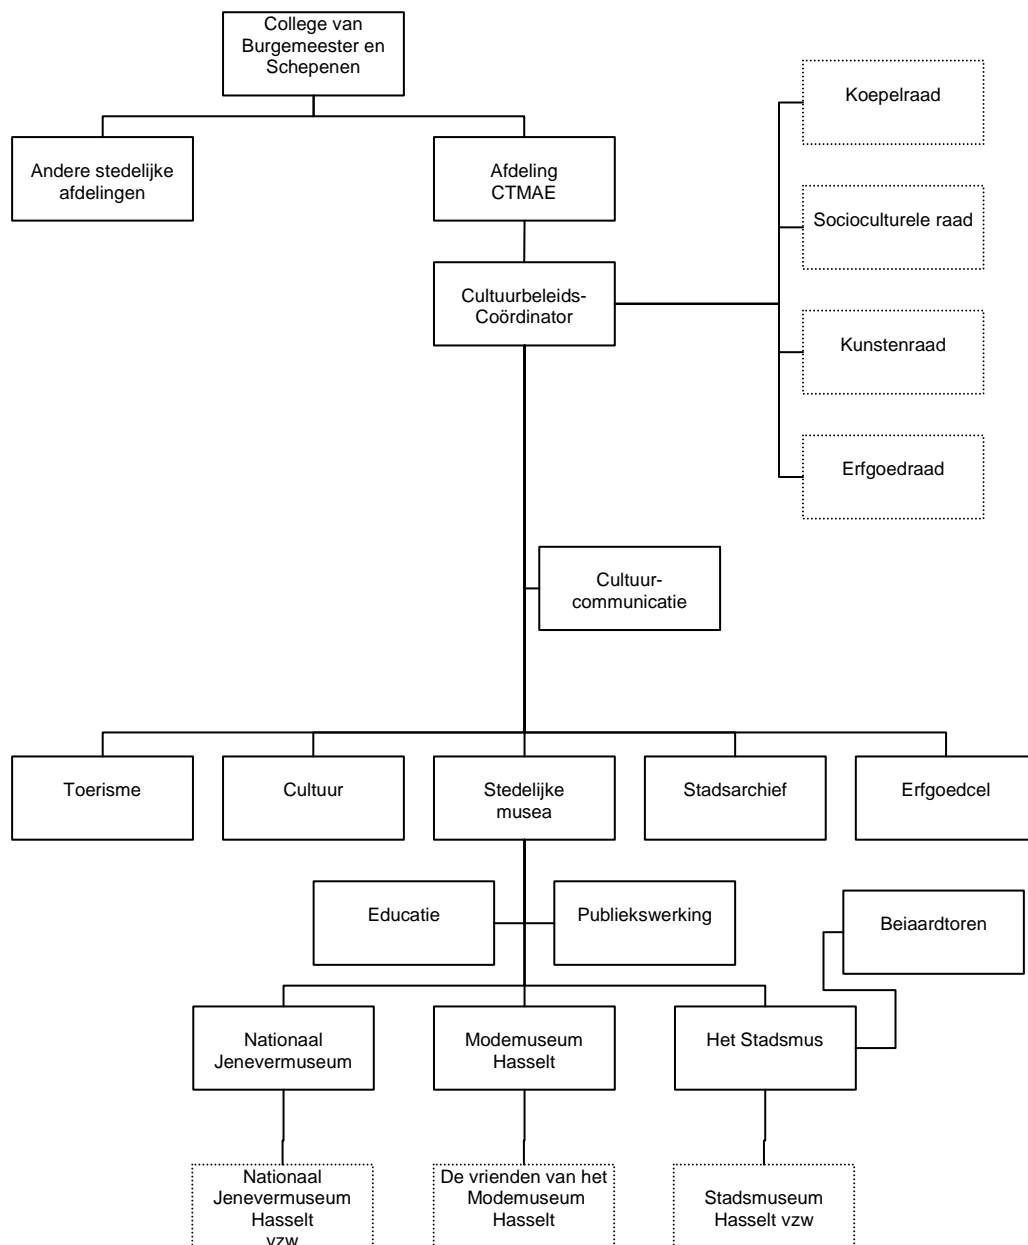 College van
Burgemeester en
Schepenen
Koepelraad
Andere stedelijke
afdelingen
Afdeling
CTMAE
Socioculturele raad
Cultuurbeleids-
Coördinator
Kunstenraad
Erfgoedraad
Cultuur-
communicatie
Toerisme
Cultuur
Stedelijke
musea
Stadsarchief
Erfgoedcel
Educatie
Publiekswerking
Beiaardtoren
Nationaal
Jenevermuseum
Modemuseum
Hasselt
Het Stadsmus
Nationaal
Jenevermuseum
Hasselt
vzw
De vrienden van het
Modemuseum
Hasselt
Stadsmuseum
Hasselt vzw